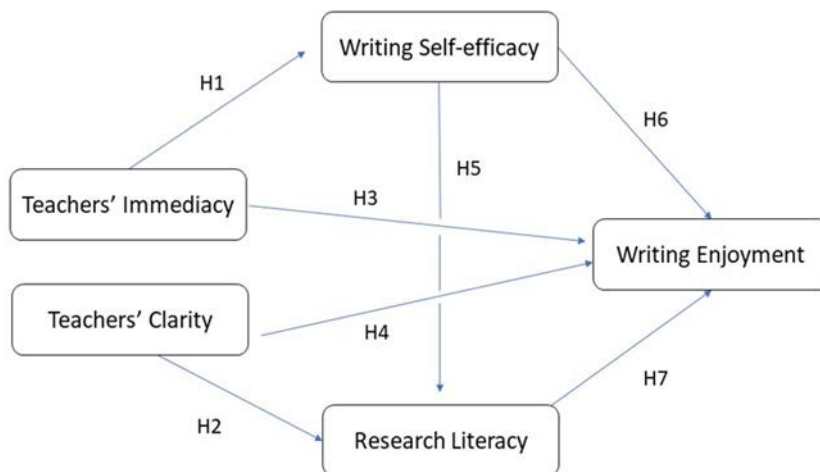 Writing Self-efficacy
H1
H6
H5
Teachers’ Immediacy
H3
Writing Enjoyment
Teachers’ Clarity
H4
H7
H2
Research Literacy